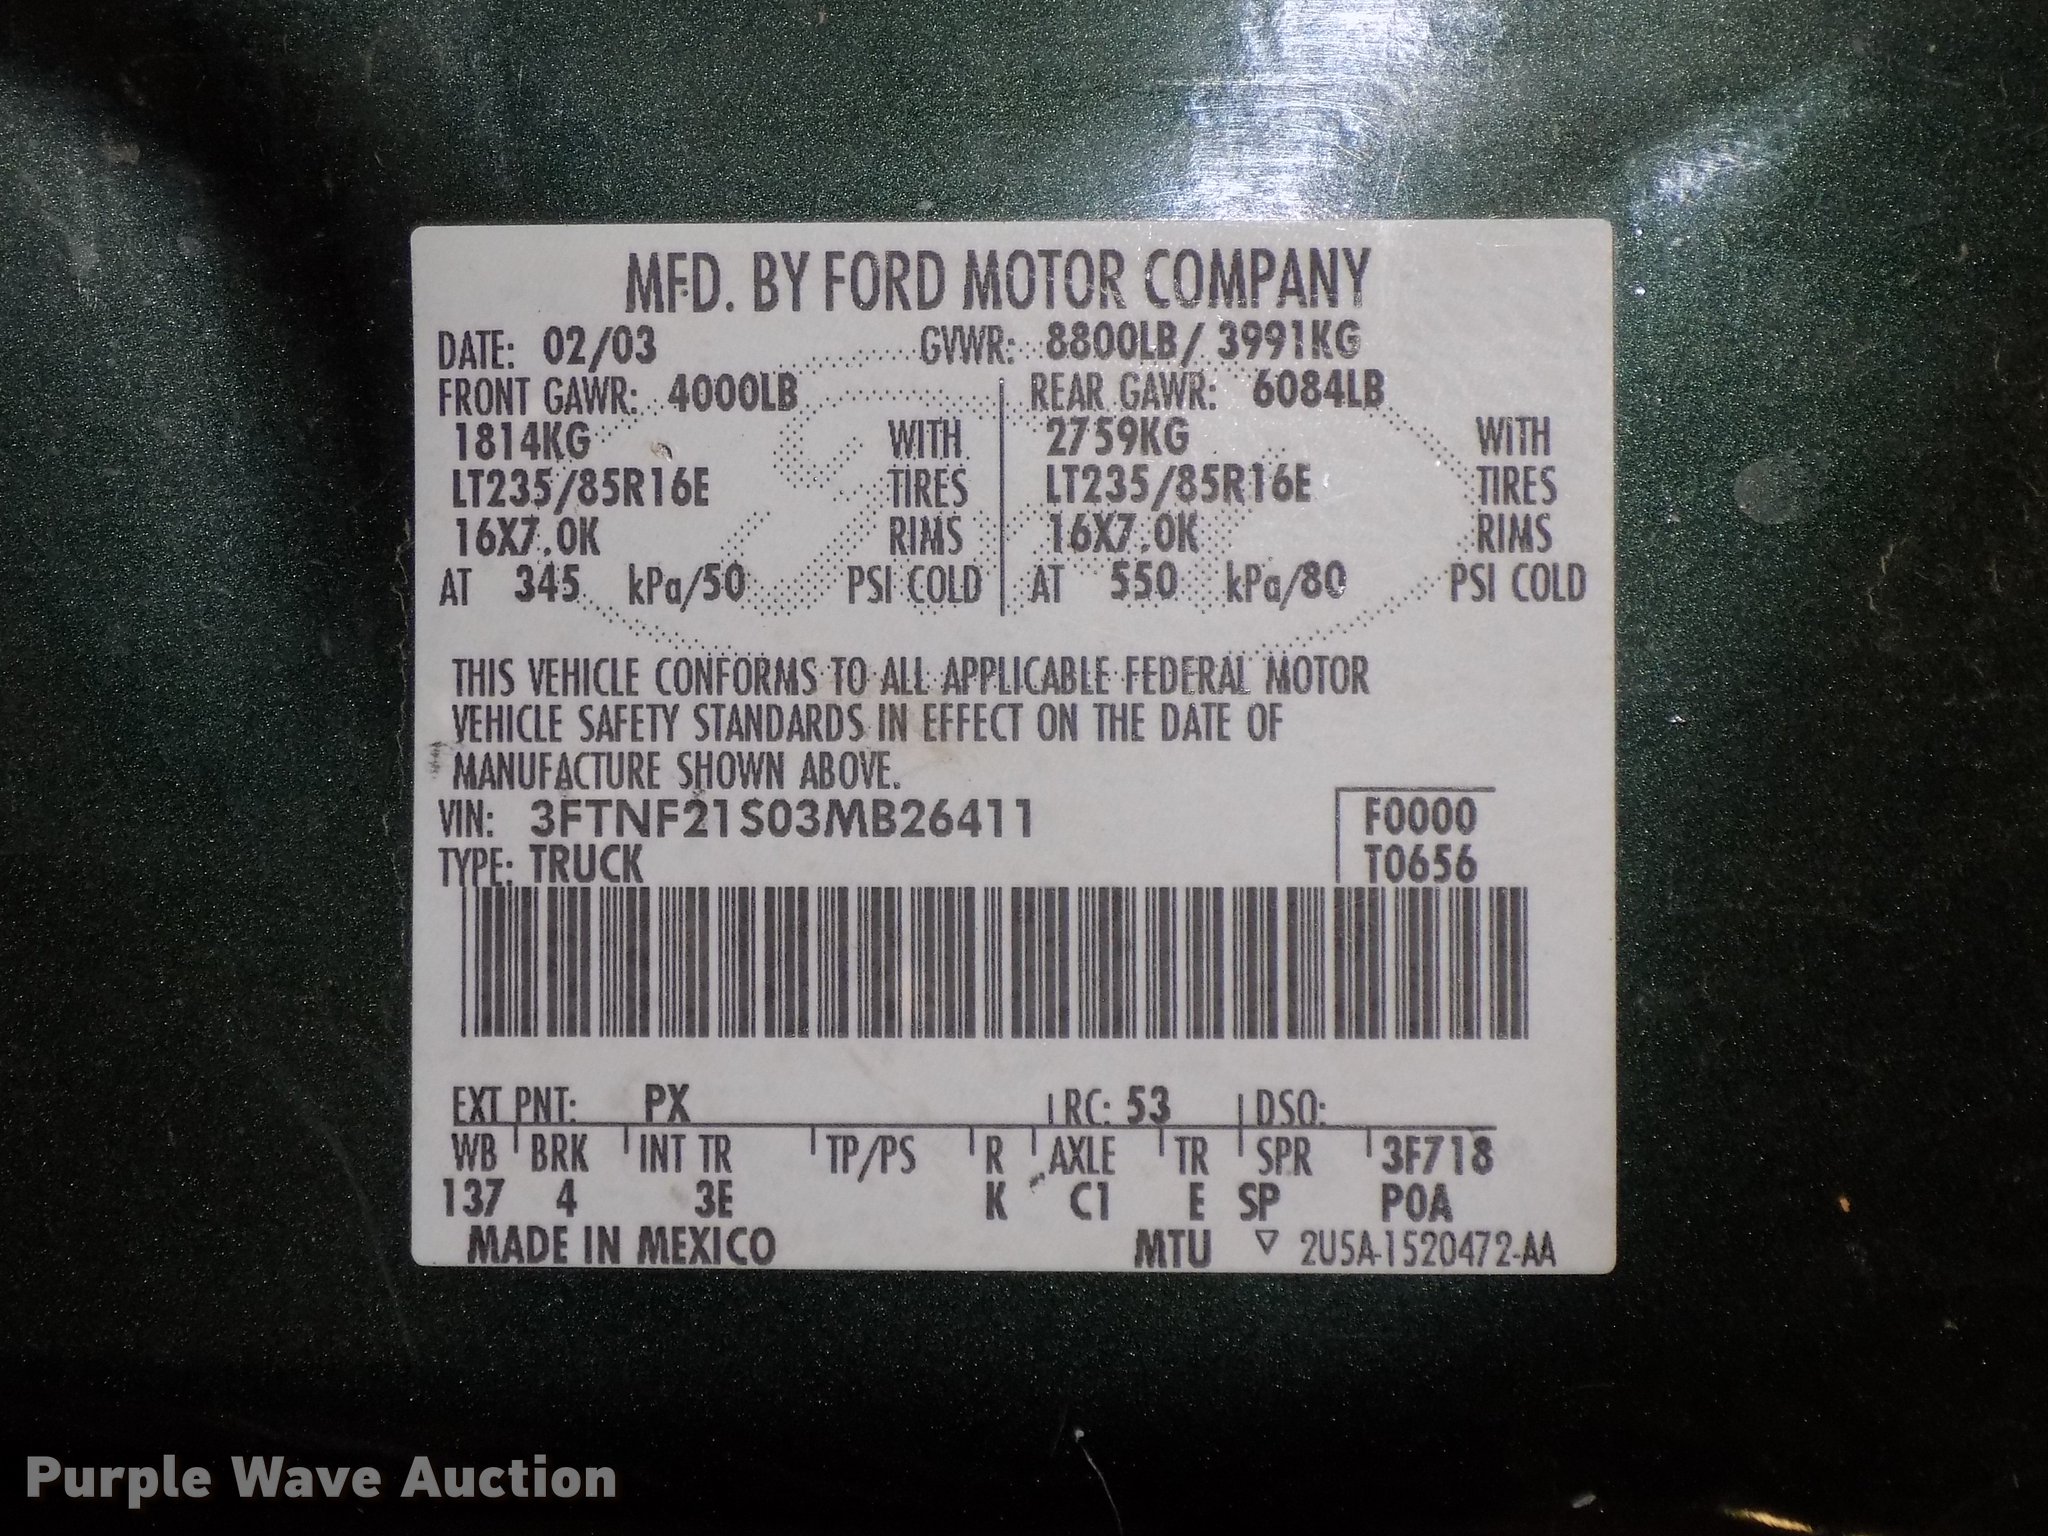 MFD. BY FORD MOTOR COMPANY
DATE: 02/03 GVWR: 8800LB/ 3991KG
FRONT GAWR: 4000LB REAR GAWR: 6084LB
1814KG WITH 2759KG WITH
LT235/85R16E TIRES LT235/85R16E TIRES
16X7.0K RIMS 16X7.0K RIMS
AT 345 kPa/50 PSI COLD AT 550 kPa/80 PSI COLD
THIS VEHICLE CONFORMS TO ALL APPLICABLE FEDERAL MOTOR
VEHICLE SAFETY STANDARDS IN EFFECT ON THE DATE OF
MANUFACTURE SHOWN ABOVE.
VIN: 3FTNF21S03MB26411 F0000
TYPE: TRUCK T0656
EXT PNT: PX RC: 53 DSO:
WB BRK INT TR TP/PS R AXLE TR SPR 3F718
137 4 3E K C1 E SP P0A
MADE IN MEXICO MTU ▽ 2U5A-1520472-AA
Purple Wave Auction